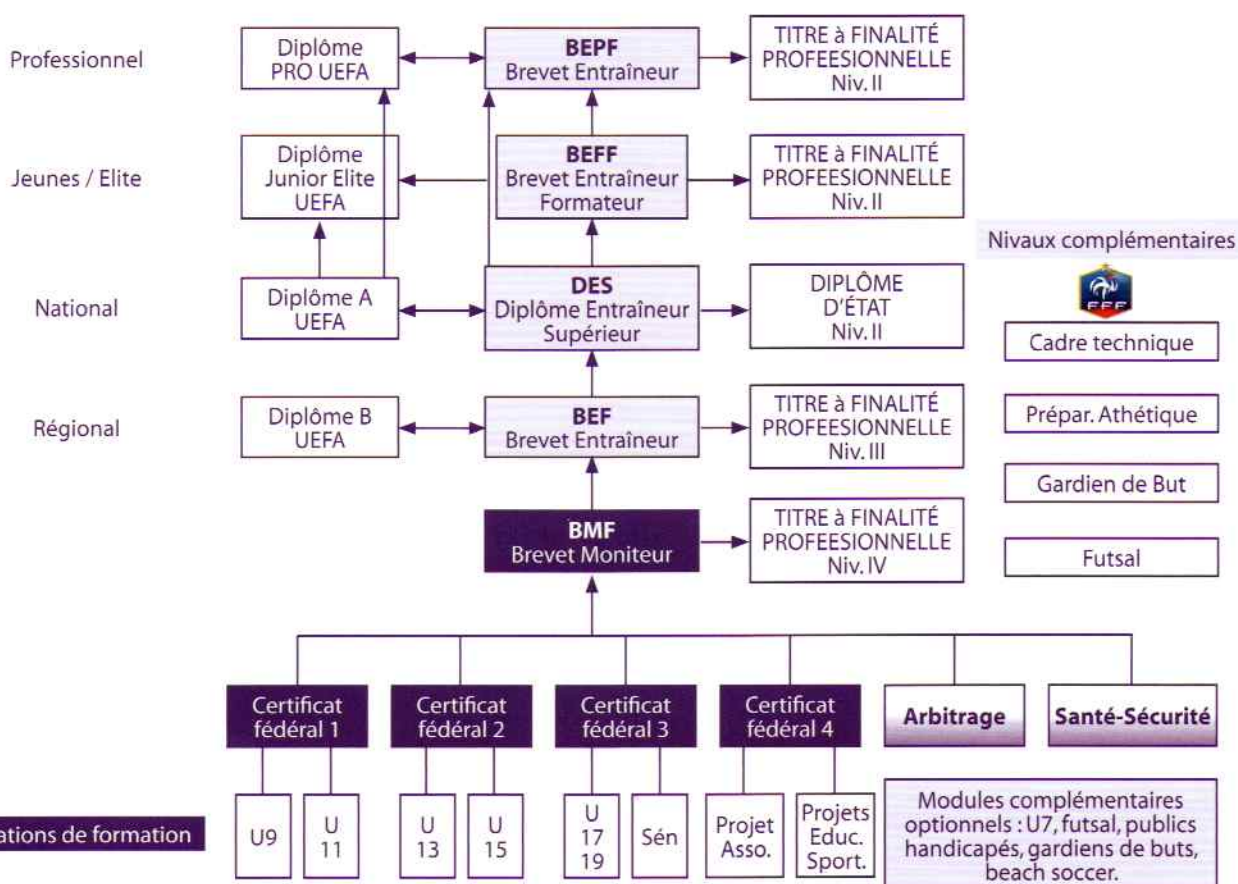 Professionnel
Diplôme
PRO UEFA
BEPF
Brevet Entraîneur
TITRE à FINALITÉ
PROFEESIONNELLE
Niv. II
Jeunes / Elite
Diplôme
Junior Elite
UEFA
BEFF
Brevet Entraîneur
Formateur
TITRE à FINALITÉ
PROFEESIONNELLE
Niv. II
Nivaux complémentaires
FFF
National
Diplôme A
UEFA
DES
Diplôme Entraîneur
Supérieur
DIPLÔME
D'ÉTAT
Niv. II
Cadre technique
Régional
Diplôme B
UEFA
BEF
Brevet Entraîneur
TITRE à FINALITÉ
PROFEESIONNELLE
Niv. III
Prépar. Athétique
Gardien de But
BMF
Brevet Moniteur
TITRE à FINALITÉ
PROFEESIONNELLE
Niv. IV
Futsal
Certificat
fédéral 1
Certificat
fédéral 2
Certificat
fédéral 3
Certificat
fédéral 4
Arbitrage
Santé-Sécurité
ations de formation
U9
U
11
U
13
U
15
U
17
19
Sén
Projet
Asso.
Projets
Educ.
Sport.
Modules complémentaires
optionnels : U7, futsal, publics
handicapés, gardiens de buts,
beach soccer.